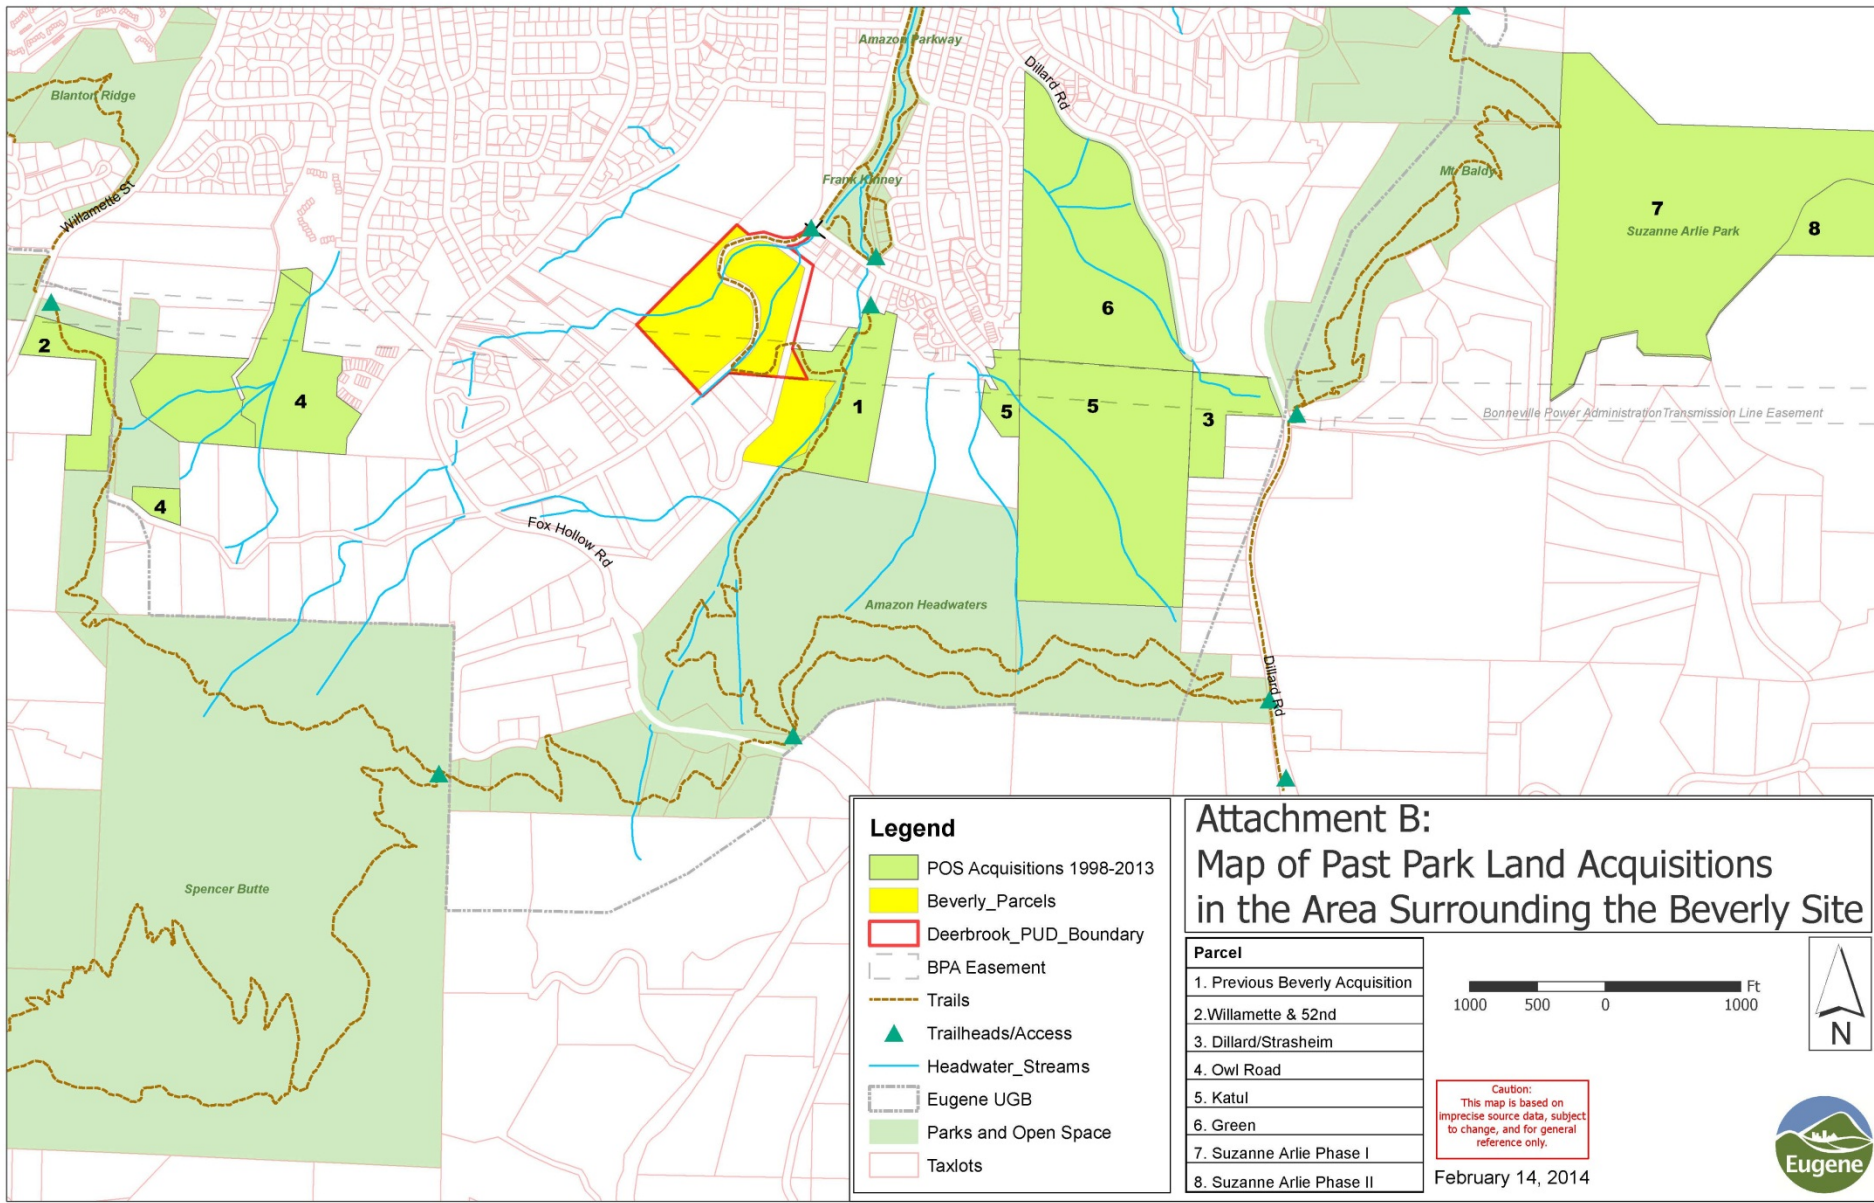 Amazon Parkway
Dillard Rd
Blanton Ridge
Mt. Baldy
Frank Kinney
Willamette St
7
Suzanne Arlie Park
8
6
2
4
1
5
5
3
Bonneville Power Administration Transmission Line Easement
4
Fox Hollow Rd
Amazon Headwaters
Dillard Rd
Spencer Butte
Legend
POS Acquisitions 1998-2013
Beverly_Parcels
Deerbrook_PUD_Boundary
BPA Easement
Trails
Trailheads/Access
Headwater_Streams
Eugene UGB
Parks and Open Space
Taxlots
Attachment B:
Map of Past Park Land Acquisitions
in the Area Surrounding the Beverly Site
Parcel
1. Previous Beverly Acquisition
2.Willamette & 52nd
3. Dillard/Strasheim
4. Owl Road
5. Katul
6. Green
7. Suzanne Arlie Phase I
8. Suzanne Arlie Phase II
1000 500 0 1000 Ft
N
Caution:
This map is based on
imprecise source data, subject
to change, and for general
reference only.
February 14, 2014
Eugene